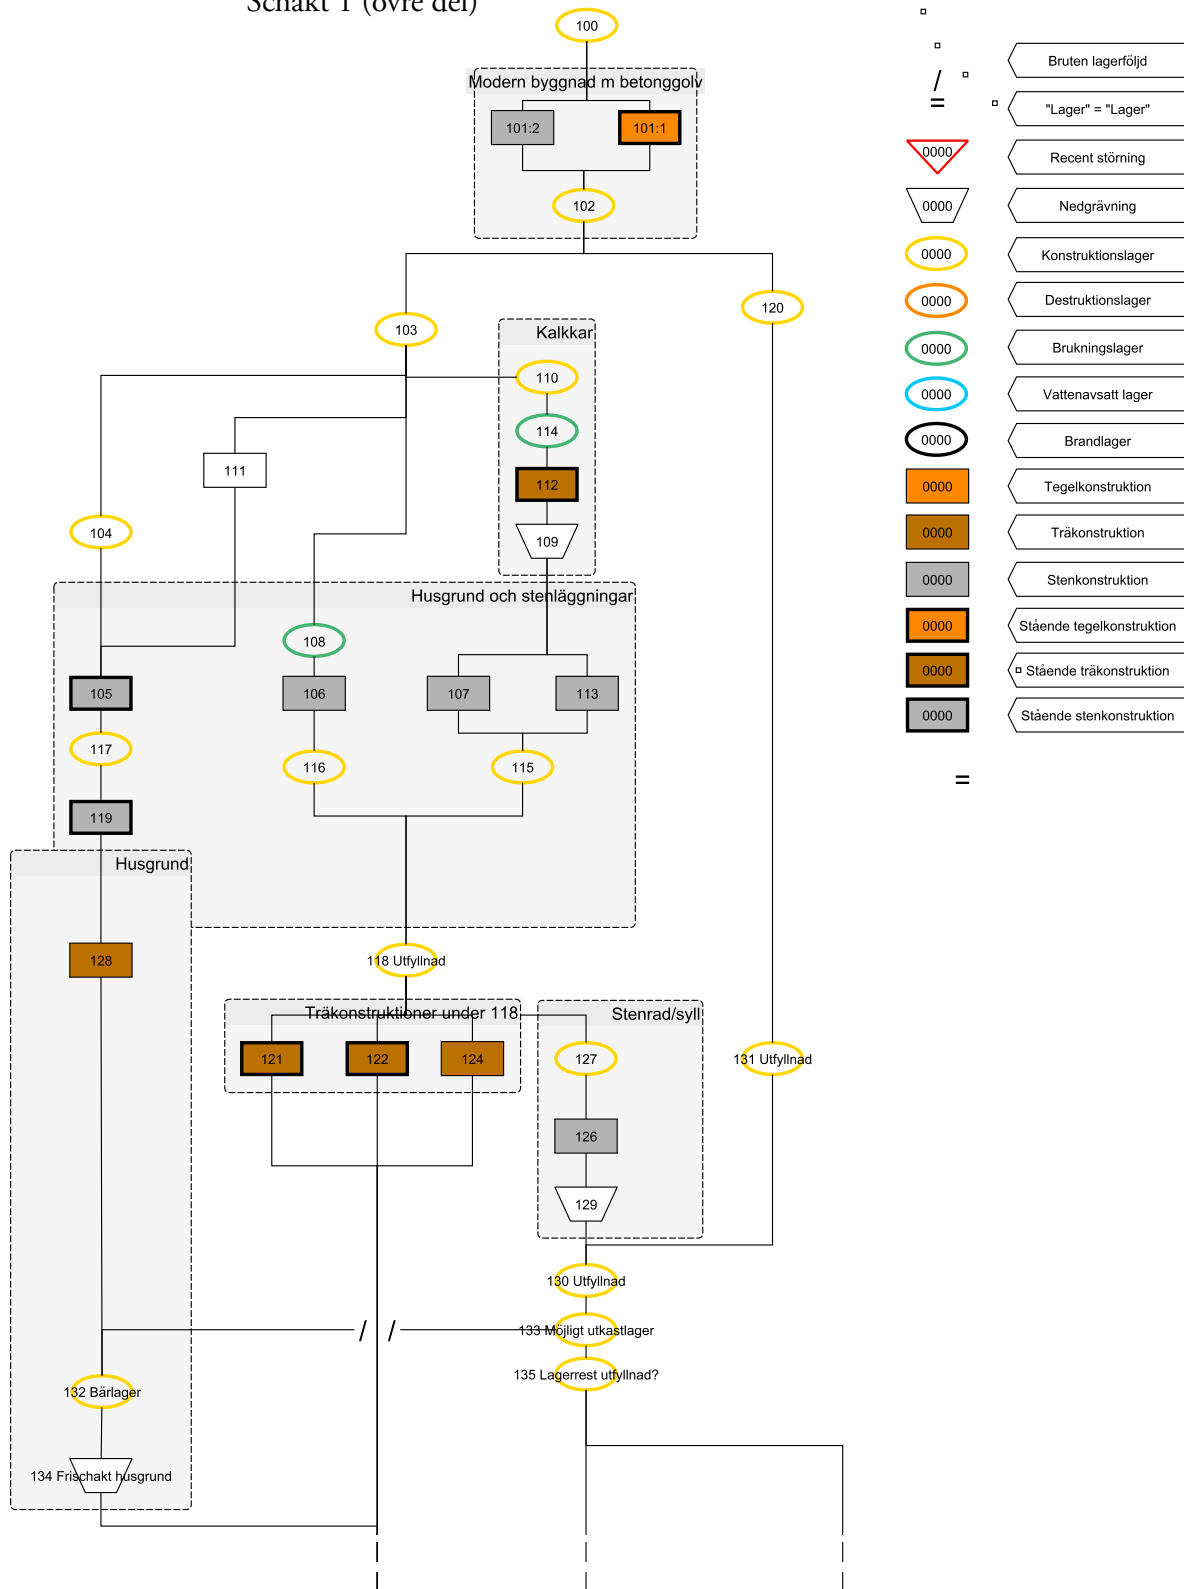 Schakt 1 (övre del)
100
Modern byggnad m betonggolv
101:2
101:1
102
103
120
Kalkkar
110
114
111
112
104
109
Husgrund och stenläggningar
108
105
106
107
113
117
116
115
119
Husgrund
128
118 Utfyllnad
Träkonstruktioner under 118
Stenrad/syll
121
122
124
127
131 Utfyllnad
126
129
130 Utfyllnad
/ /
133 Möjligt utkastlager
135 Lagerrest utfyllnad?
132 Bärlager
134 Frischakt husgrund
/
Bruten lagerföljd
=
"Lager" = "Lager"
0000
Recent störning
0000
Nedgrävning
0000
Konstruktionslager
0000
Destruktionslager
0000
Brukningslager
0000
Vattenavsatt lager
0000
Brandlager
0000
Tegelkonstruktion
0000
Träkonstruktion
0000
Stenkonstruktion
0000
Stående tegelkonstruktion
0000
Stående träkonstruktion
0000
Stående stenkonstruktion
=